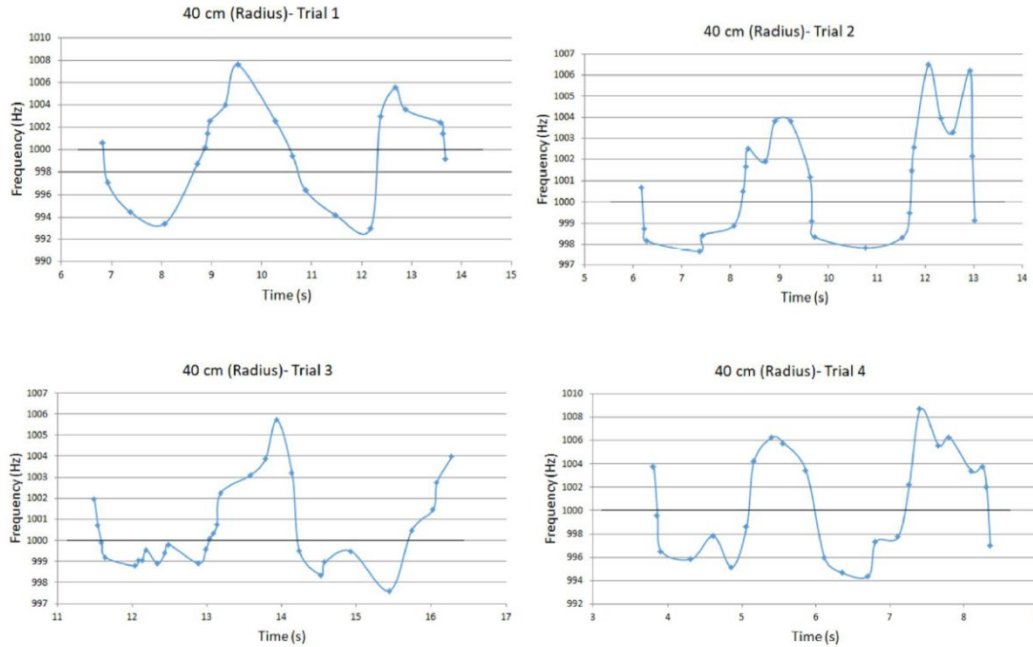 40 cm (Radius)- Trial 1
Frequency (Hz)
1010
1008
1006
1004
1002
1000
998
996
994
992
990
6 7 8 9 10 11 12 13 14 15
Time (s)
40 cm (Radius)- Trial 2
Frequency (Hz)
1007
1006
1005
1004
1003
1002
1001
1000
999
998
997
5 6 7 8 9 10 11 12 13 14
Time (s)
40 cm (Radius)- Trial 3
Frequency (Hz)
1007
1006
1005
1004
1003
1002
1001
1000
999
998
997
11 12 13 14 15 16 17
Time (s)
40 cm (Radius)- Trial 4
Frequency (Hz)
1010
1008
1006
1004
1002
1000
998
996
994
992
3 4 5 6 7 8
Time (s)